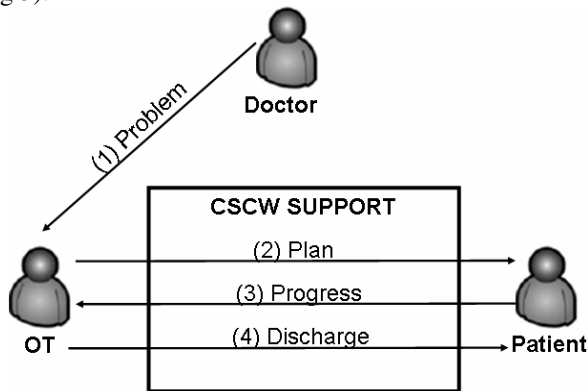 Doctor
(1) Problem
CSCW SUPPORT
(2) Plan
(3) Progress
(4) Discharge
OT
Patient